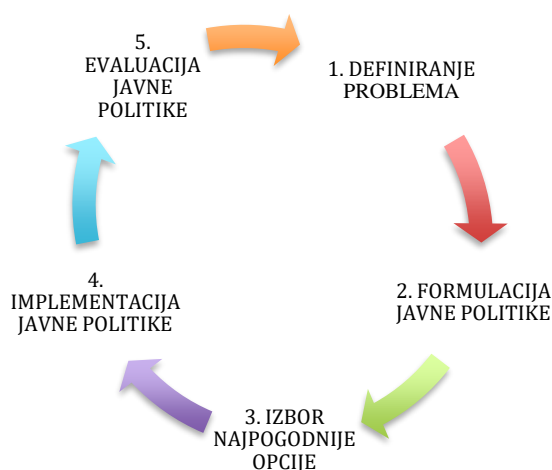 1. DEFINIRANJE
PROBLEMA
2. FORMULACIJA
JAVNE POLITIKE
3. IZBOR
NAJPOGODNIJE
OPCIJE
4.
IMPLEMENTACIJA
JAVNE POLITIKE
5.
EVALUACIJA
JAVNE
POLITIKE